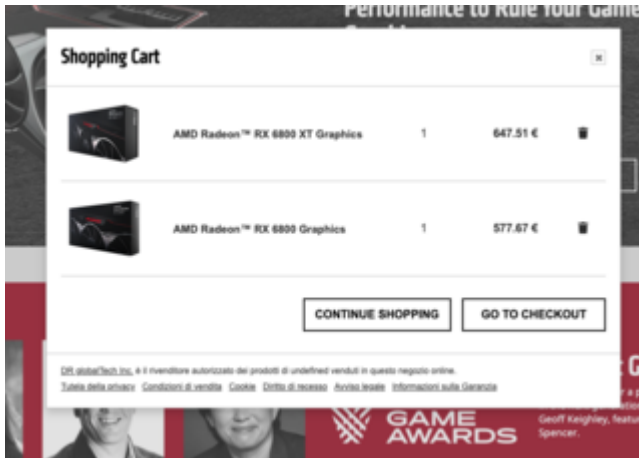 Performance to Rule Your Game
Shopping Cart
AMD Radeon™ RX 6800 XT Graphics 1 647.51 €
AMD Radeon™ RX 6800 Graphics 1 577.67 €
CONTINUE SHOPPING GO TO CHECKOUT
DR globalTech Inc. è il rivenditore autorizzato dei prodotti di undefined venduti in questo negozio online.
Tutela della privacy Condizioni di vendita Cookie Diritto di recesso Avviso legale Informazioni sulla Garanzia
GAME
AWARDS
Geoff Keighley, featu
Spencer.